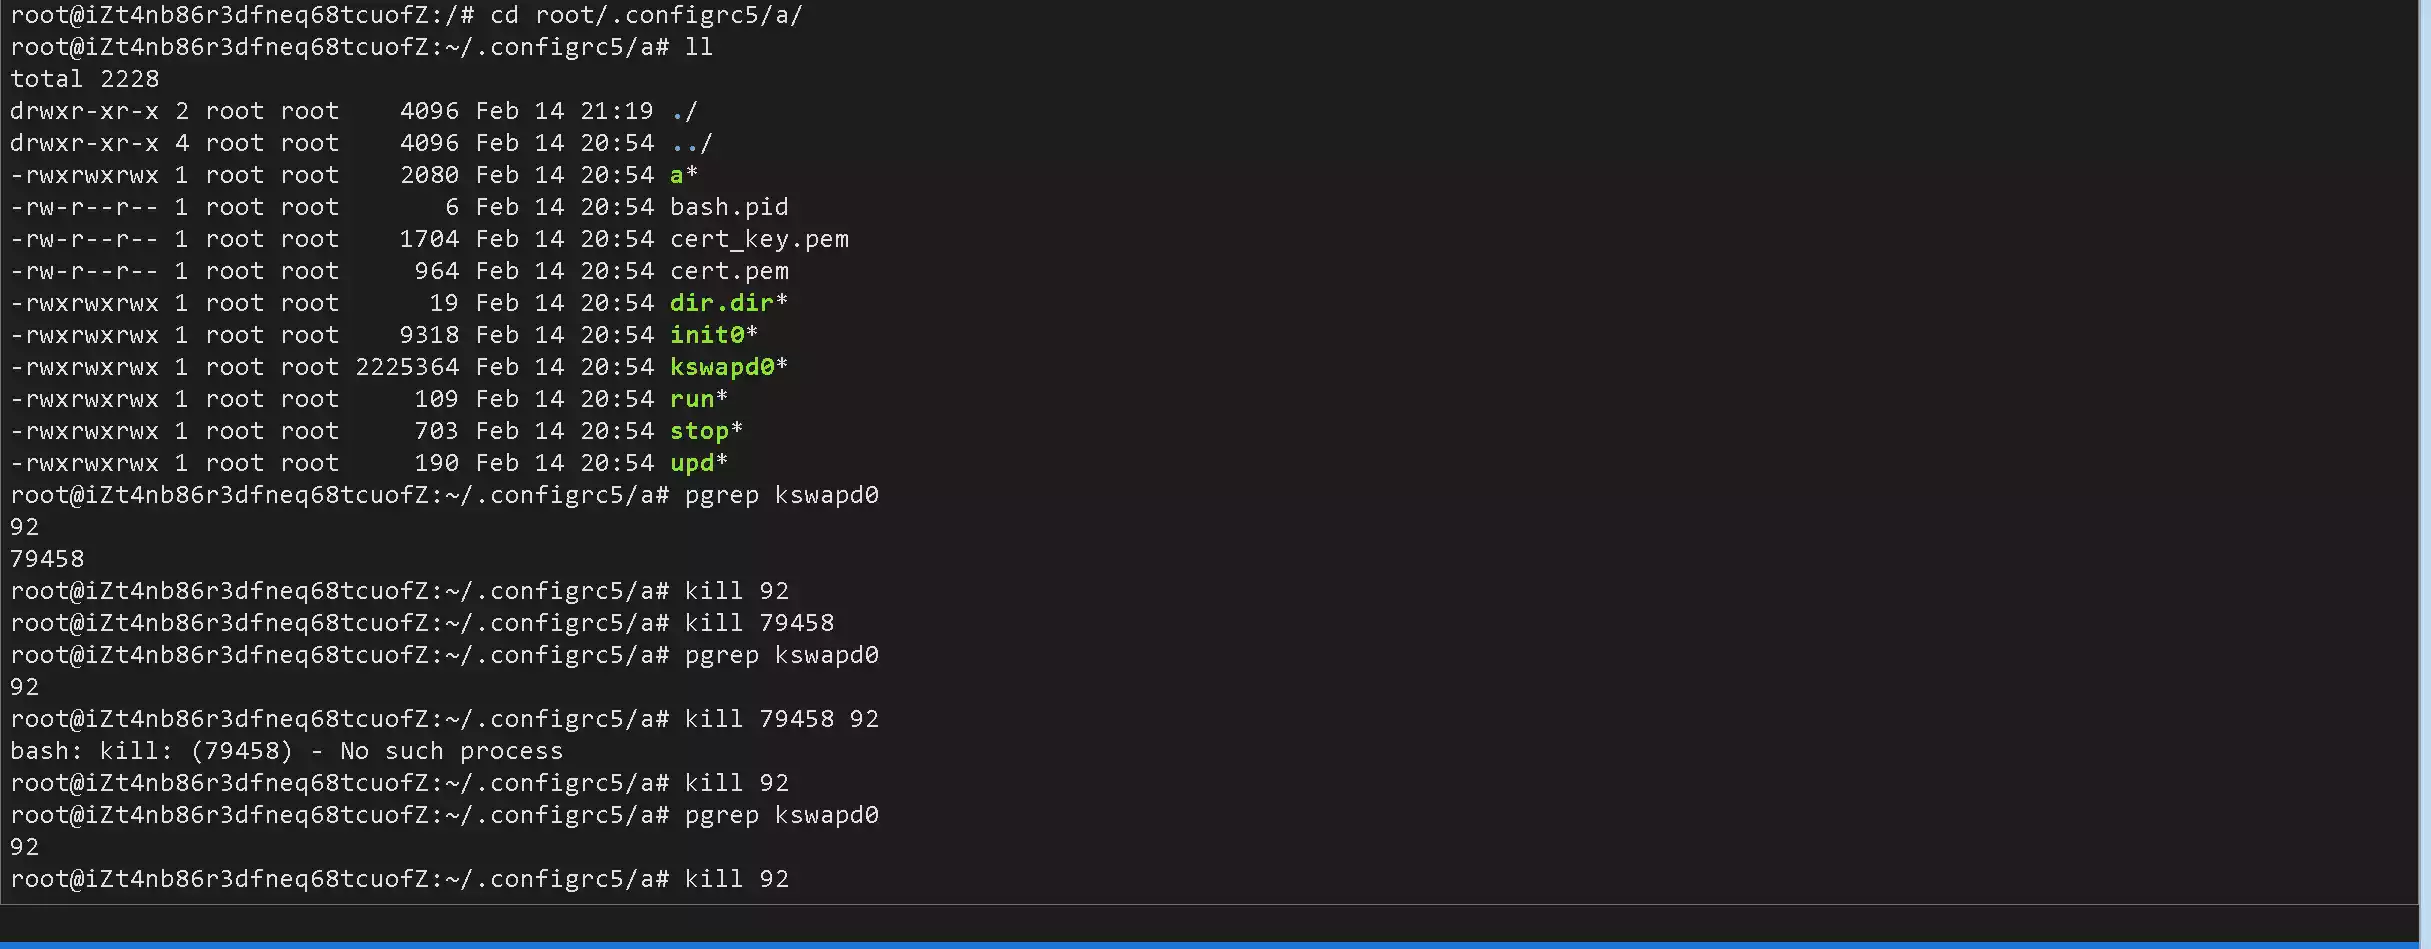 root@iZt4nb86r3dfneq68tcuofZ:/# cd root/.configrc5/a/
root@iZt4nb86r3dfneq68tcuofZ:~/.configrc5/a# ll
total 2228
drwxr-xr-x 2 root root    4096 Feb 14 21:19 ./
drwxr-xr-x 4 root root    4096 Feb 14 20:54 ../
-rwxrwxrwx 1 root root    2080 Feb 14 20:54 a*
-rw-r--r-- 1 root root       6 Feb 14 20:54 bash.pid
-rw-r--r-- 1 root root    1704 Feb 14 20:54 cert_key.pem
-rw-r--r-- 1 root root     964 Feb 14 20:54 cert.pem
-rwxrwxrwx 1 root root      19 Feb 14 20:54 dir.dir*
-rwxrwxrwx 1 root root    9318 Feb 14 20:54 init0*
-rwxrwxrwx 1 root root 2225364 Feb 14 20:54 kswapd0*
-rwxrwxrwx 1 root root     109 Feb 14 20:54 run*
-rwxrwxrwx 1 root root     703 Feb 14 20:54 stop*
-rwxrwxrwx 1 root root     190 Feb 14 20:54 upd*
root@iZt4nb86r3dfneq68tcuofZ:~/.configrc5/a# pgrep kswapd0
92
79458
root@iZt4nb86r3dfneq68tcuofZ:~/.configrc5/a# kill 92
root@iZt4nb86r3dfneq68tcuofZ:~/.configrc5/a# kill 79458
root@iZt4nb86r3dfneq68tcuofZ:~/.configrc5/a# pgrep kswapd0
92
root@iZt4nb86r3dfneq68tcuofZ:~/.configrc5/a# kill 79458 92
bash: kill: (79458) - No such process
root@iZt4nb86r3dfneq68tcuofZ:~/.configrc5/a# kill 92
root@iZt4nb86r3dfneq68tcuofZ:~/.configrc5/a# pgrep kswapd0
92
root@iZt4nb86r3dfneq68tcuofZ:~/.configrc5/a# kill 92